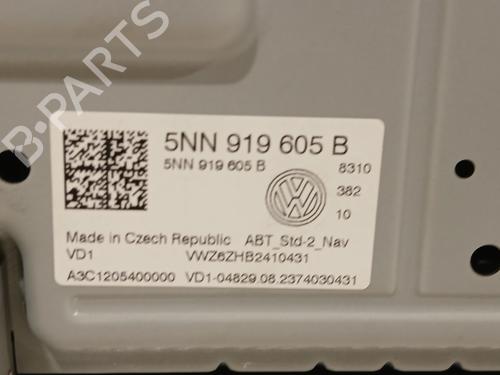 5NN 919 605 B
5NN 919 605 B 8310
382
10
Made in Czech Republic ABT_Std-2_Nav
VD1 VWZ6ZHB2410431
A3C1205400000 VD1-04829.08.2374030431
B-PARTS